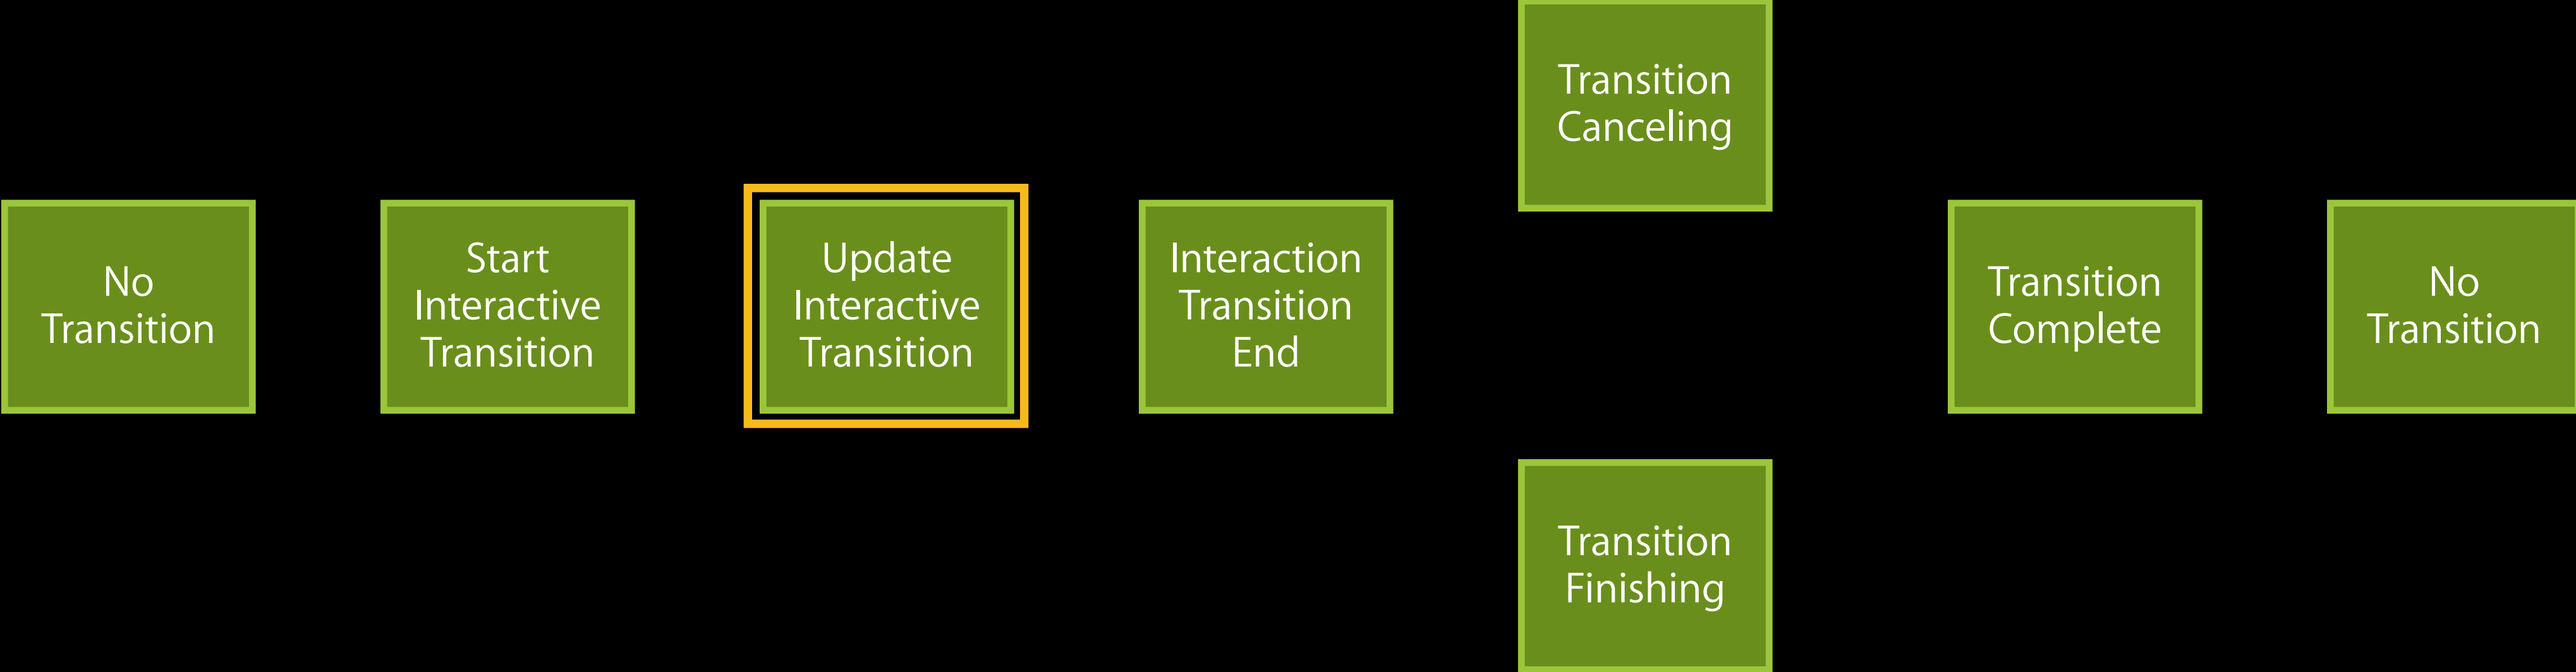 No
Transition
Start
Interactive
Transition
Update
Interactive
Transition
Interaction
Transition
End
Transition
Canceling
Transition
Finishing
Transition
Complete
No
Transition